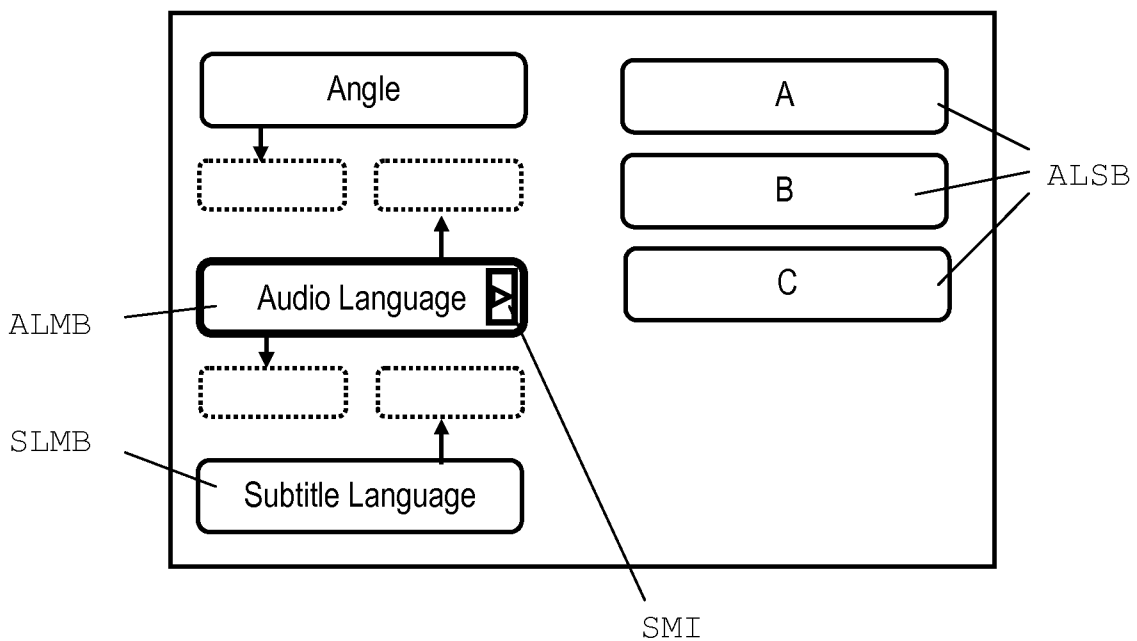 Angle
A
B
ALSB
C
Audio Language
ALMB
SLMB
Subtitle Language
SMI